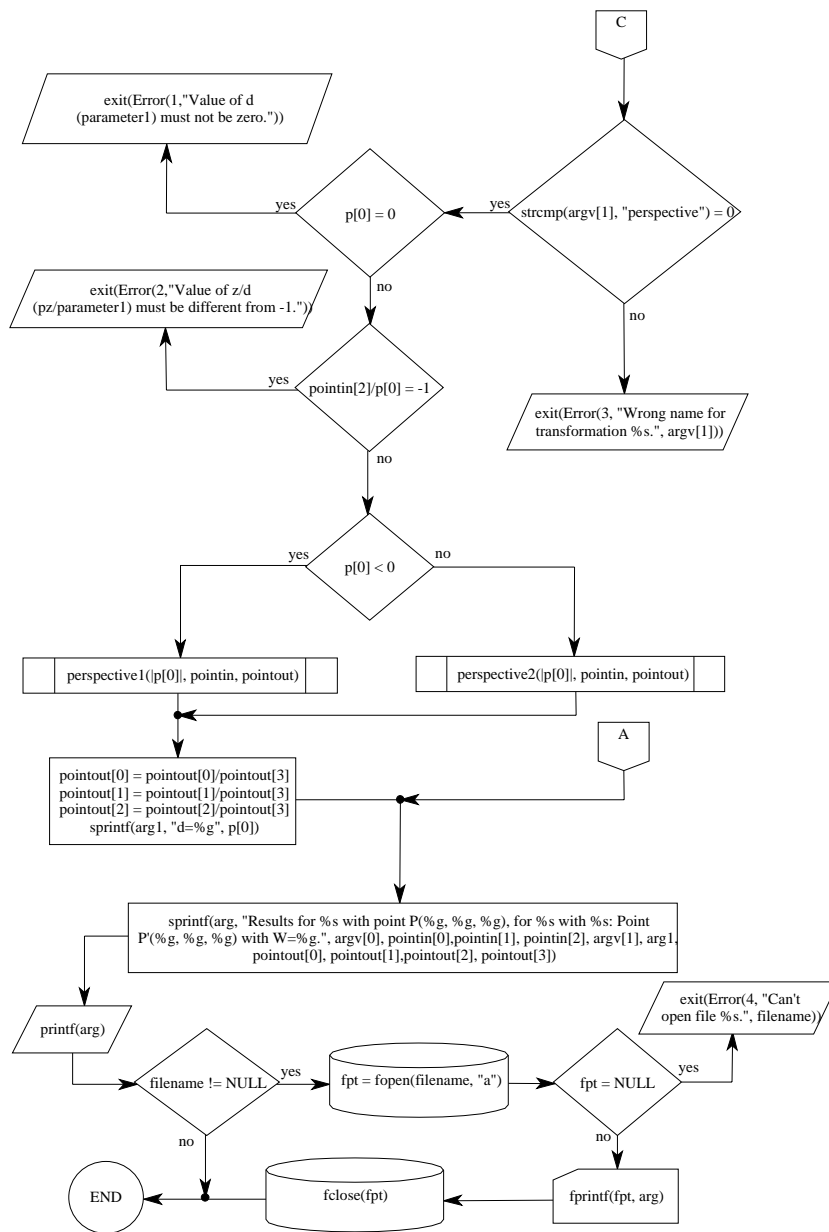 C
exit(Error(1,"Value of d
(parameter1) must not be zero."))
yes
p[0] = 0
yes
strcmp(argv[1], "perspective") = 0
no
no
exit(Error(2,"Value of z/d
(pz/parameter1) must be different from -1."))
yes
pointin[2]/p[0] = -1
exit(Error(3, "Wrong name for
transformation %s.", argv[1]))
no
yes
p[0] < 0
no
perspective1(|p[0]|, pointin, pointout)
perspective2(|p[0]|, pointin, pointout)
A
pointout[0] = pointout[0]/pointout[3]
pointout[1] = pointout[1]/pointout[3]
pointout[2] = pointout[2]/pointout[3]
sprintf(arg1, "d=%g", p[0])
sprintf(arg, "Results for %s with point P(%g, %g, %g), for %s with %s: Point
P'(%g, %g, %g) with W=%g.", argv[0], pointin[0],pointin[1], pointin[2], argv[1], arg1,
pointout[0], pointout[1],pointout[2], pointout[3])
exit(Error(4, "Can't
open file %s.", filename))
printf(arg)
filename != NULL
yes
fpt = fopen(filename, "a")
fpt = NULL
yes
no
no
END
fclose(fpt)
fprintf(fpt, arg)